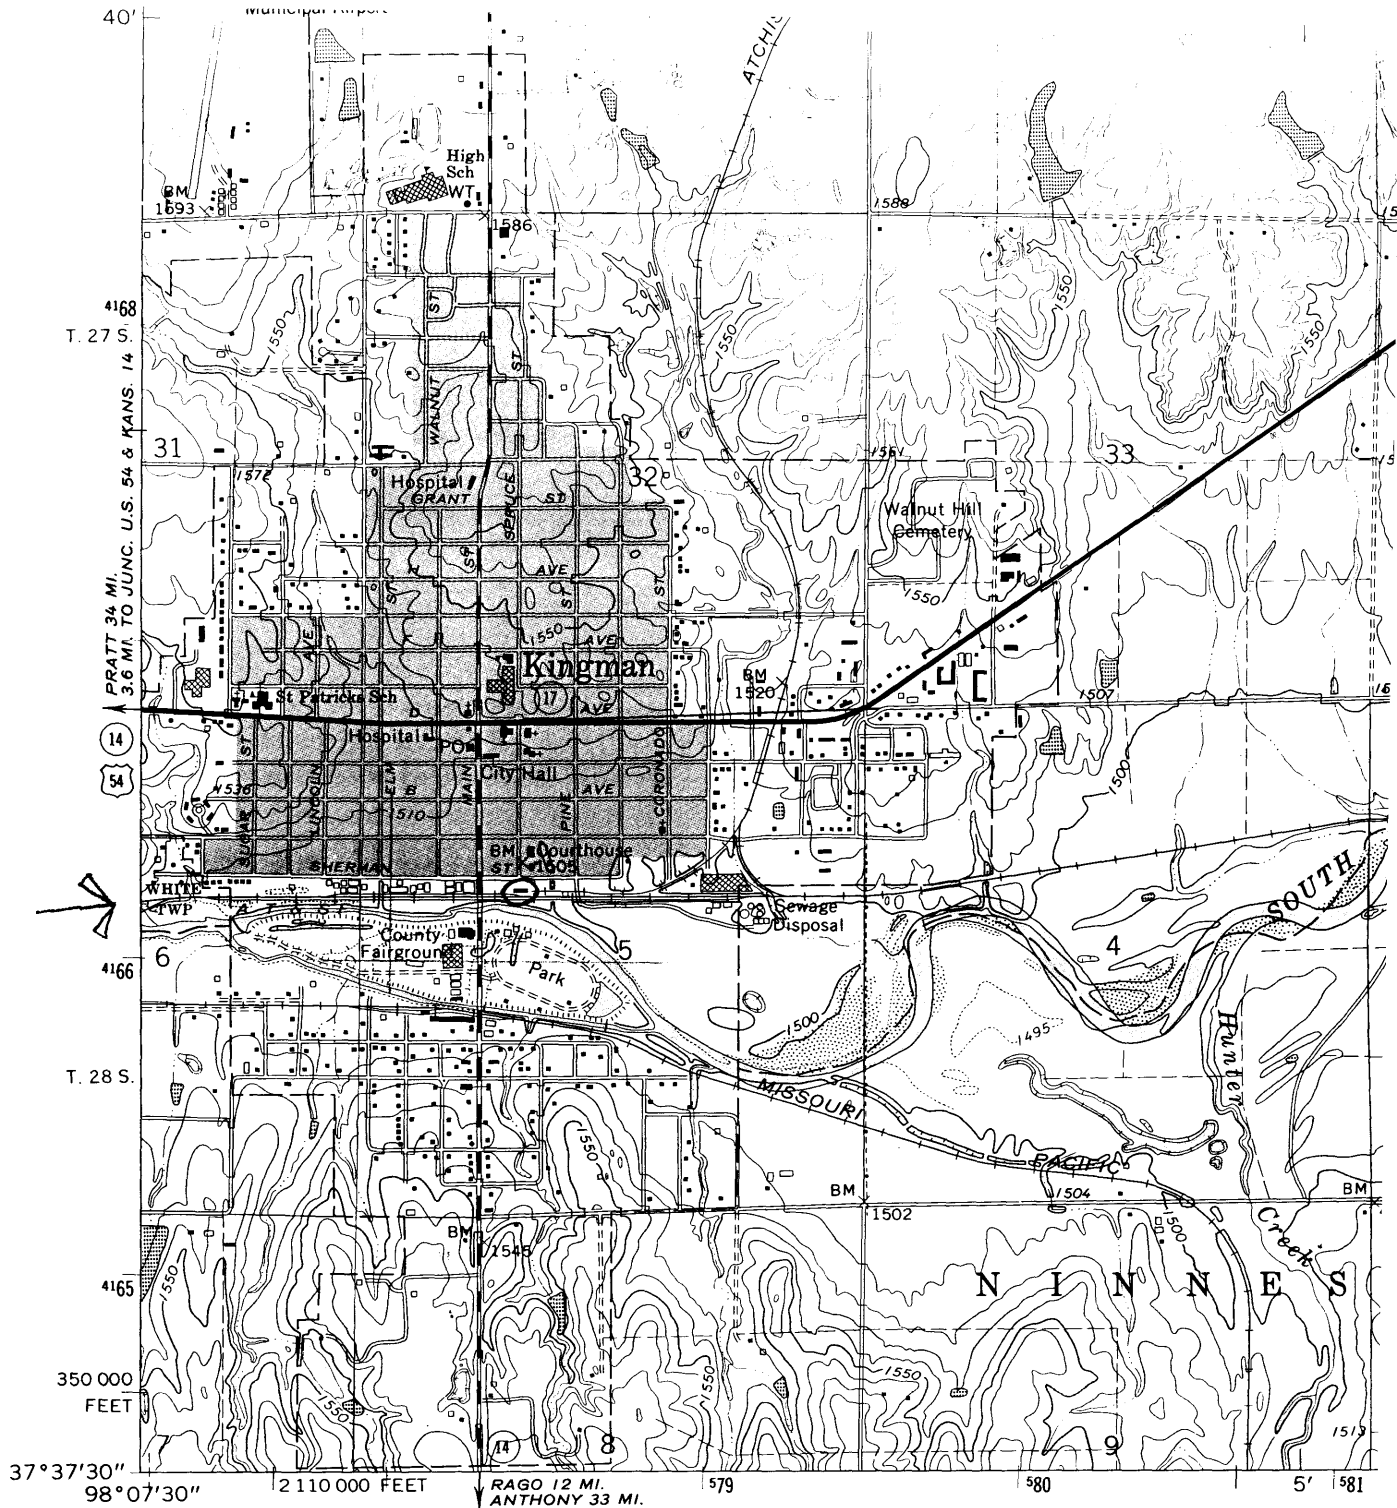 40'
Municipal Airport
ATCHIS
High
Sch
WT
BM
1693
1586
1588
4168
T. 27 S.
1550
ST
1550
1550
1550
ST
WALNUT
PRATT 34 MI.
3.6 MI. TO JUNC. U.S. 54 & KANS. 14
31
1572
Hospital
GRANT
ST
SPRUCE
32
1561
33
Walnut Hill
Cemetery
H
AVE
ST
ST
ST
ST
1550
AVE
1550
AVE
Kingman
BM
1520
17
St Patricks Sch
AVE
1507
D
14
54
Hospital
PO
City Hall
ST
LINCOLN
ELM
MAIN
CORONADO
1536
B
AVE
1510
PINE
SUGAR
1500
BM
Courthouse
SHERMAN
ST
1505
WHITE
TWP
SOUTH
Sewage
Disposal
County
Fairground
Park
4166
6
5
4
1500
1495
Hunter
T. 28 S.
MISSOURI
PACIFIC
1550
1504
BM
1502
BM
BM
1545
1500
Creek
4165
1550
N I N N E S
350 000
FEET
1550
1550
1550
14
8
9
1513
37°37'30"
98°07'30"
2 110 000 FEET
RAGO 12 MI.
ANTHONY 33 MI.
579
580
5'
581